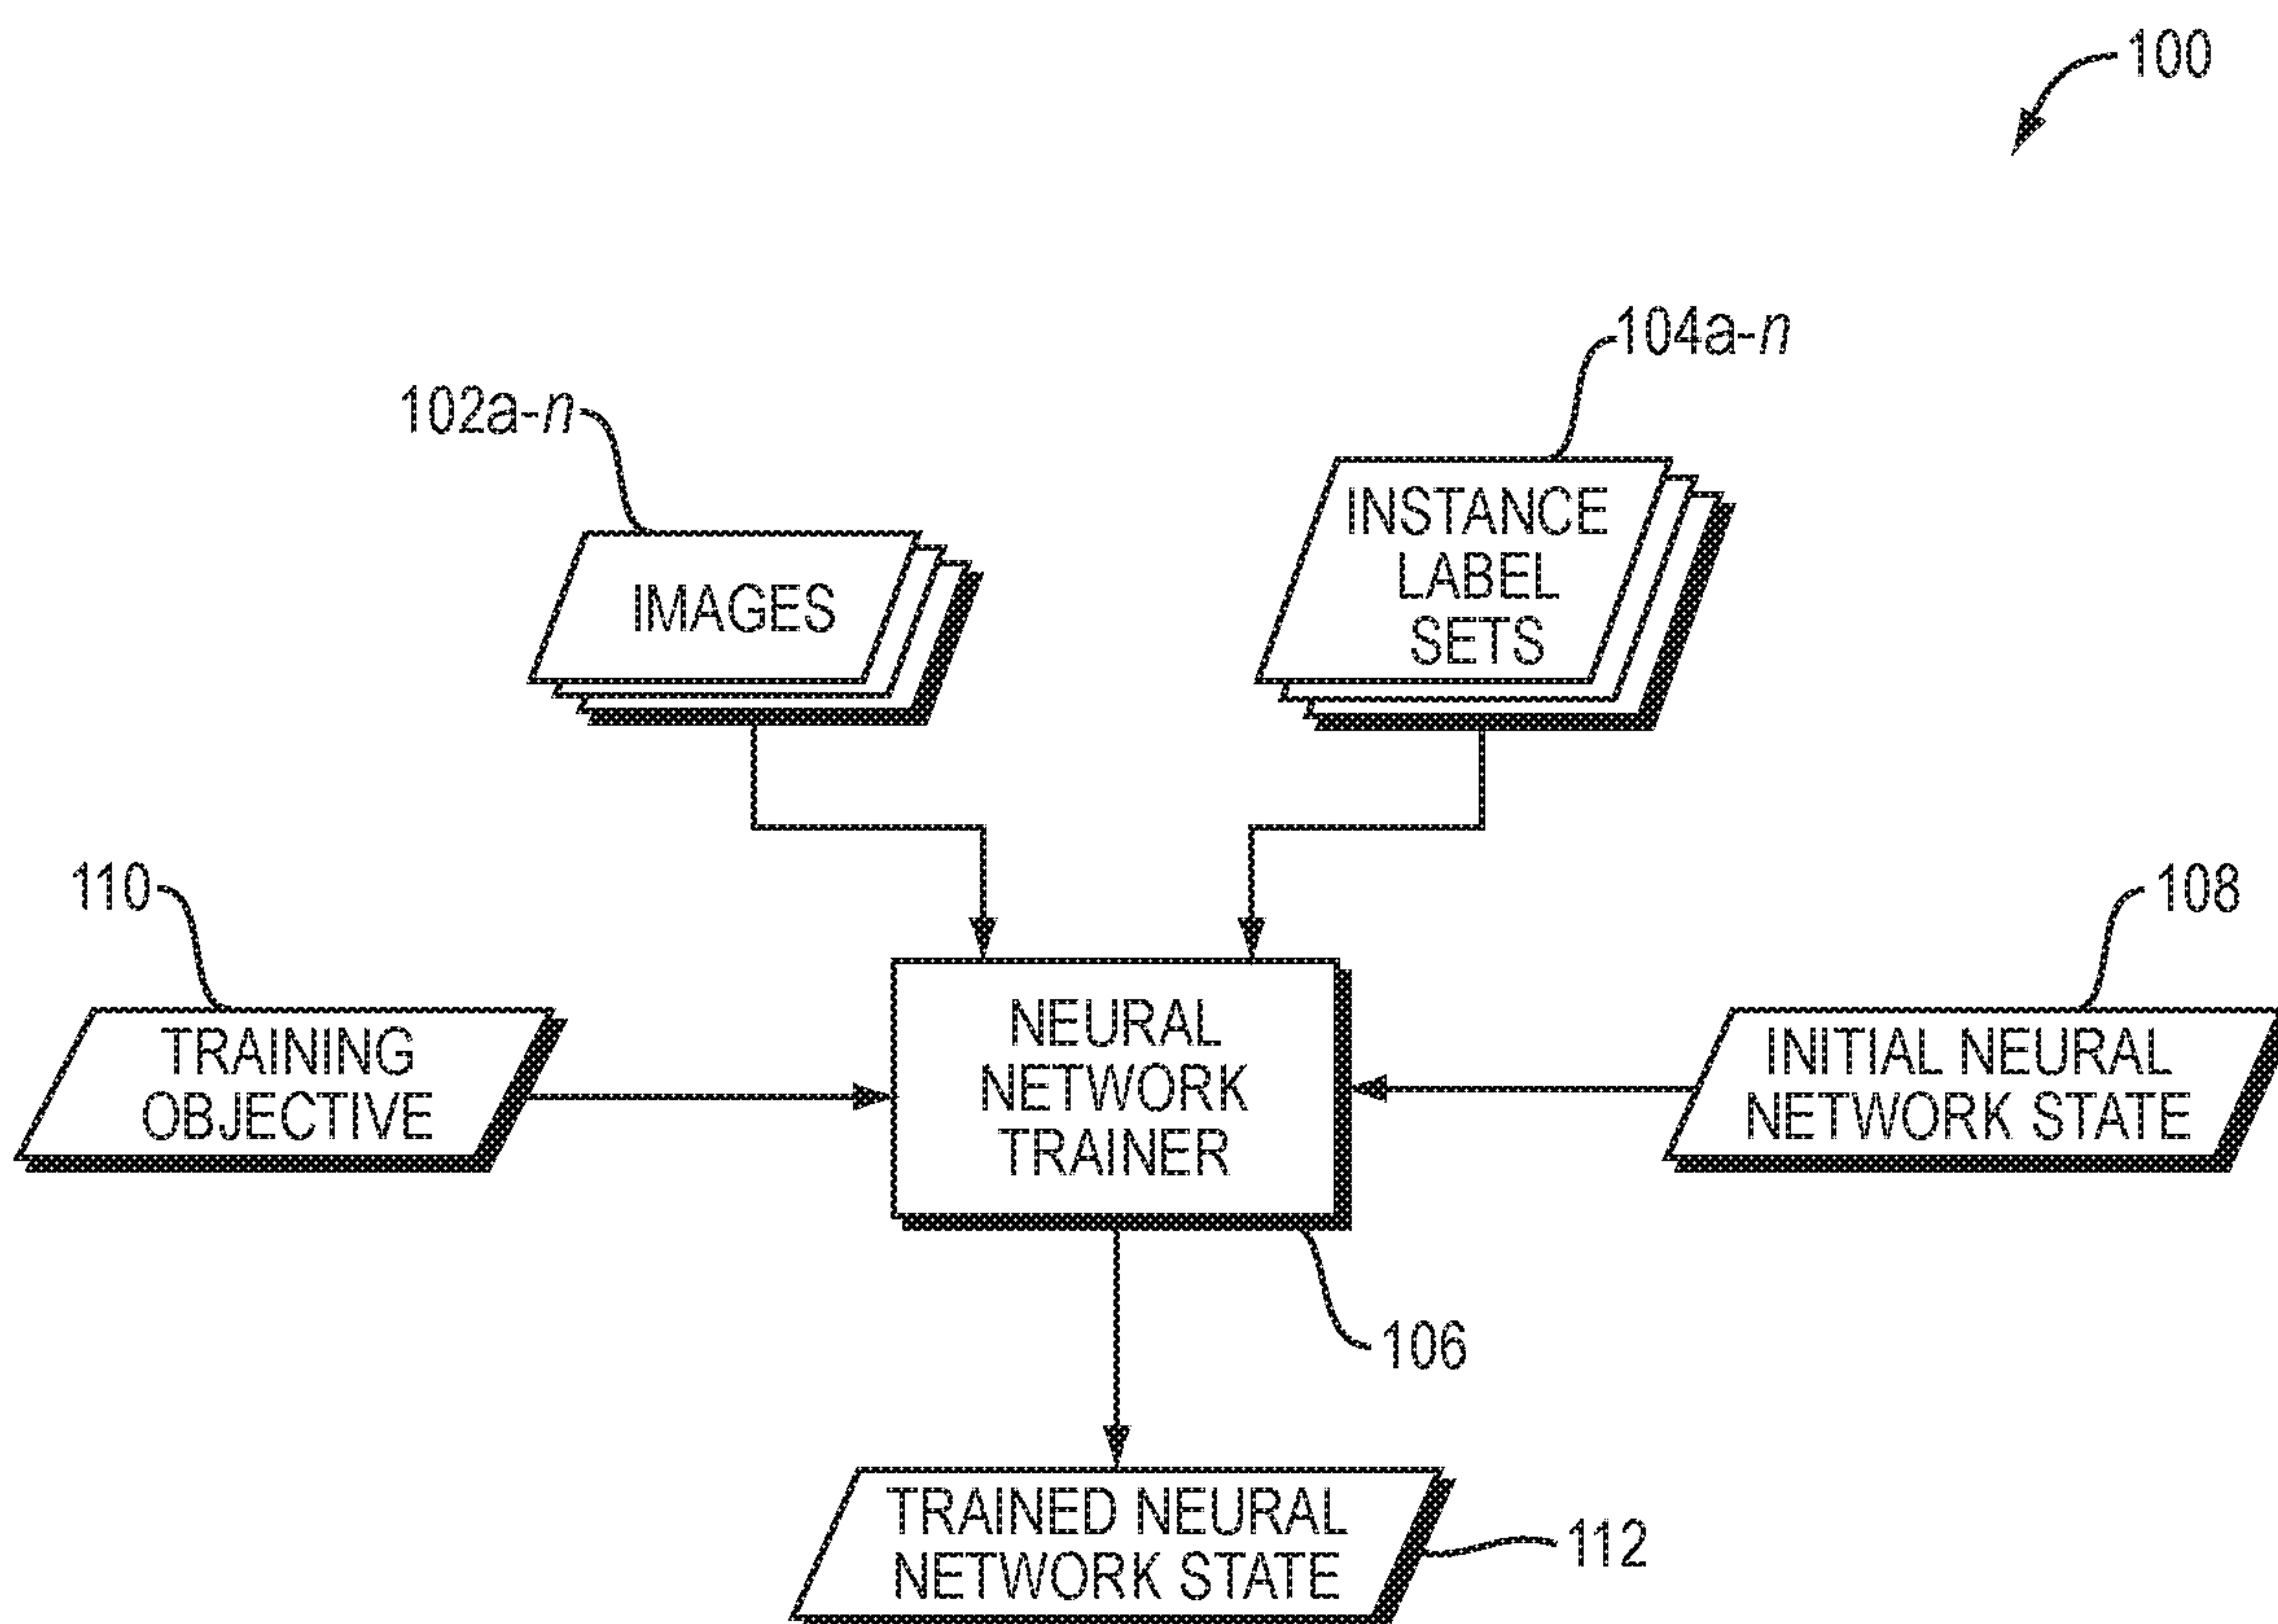 100
104a-n
102a-n
INSTANCE
LABEL
SETS
IMAGES
110
108
TRAINING
OBJECTIVE
NEURAL
NETWORK
TRAINER
INITIAL NEURAL
NETWORK STATE
106
TRAINED NEURAL
NETWORK STATE
112